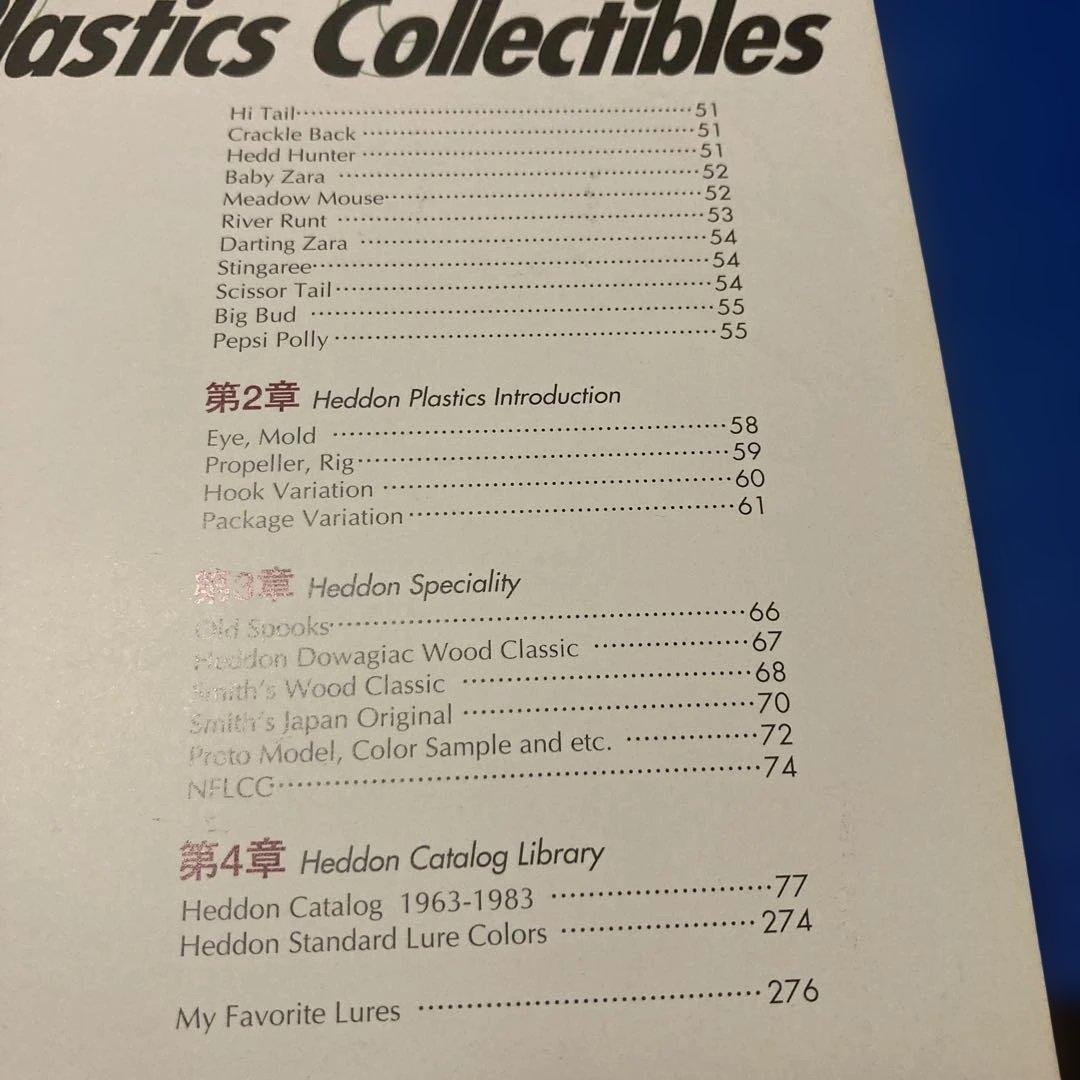 lastics Collectibles
Hi Tail 51
Crackle Back 51
Hedd Hunter 51
Baby Zara 52
Meadow Mouse 52
River Runt 53
Darting Zara 54
Stingaree 54
Scissor Tail 54
Big Bud 55
Pepsi Polly 55
第2章 Heddon Plastics Introduction
Eye, Mold 58
Propeller, Rig 59
Hook Variation 60
Package Variation 61
第3章 Heddon Speciality
Old Spooks 66
Heddon Dowagiac Wood Classic 67
Smith's Wood Classic 68
Smith's Japan Original 70
Proto Model, Color Sample and etc. 72
NFLCC 74
第4章 Heddon Catalog Library
Heddon Catalog 1963-1983 77
Heddon Standard Lure Colors 274
My Favorite Lures 276